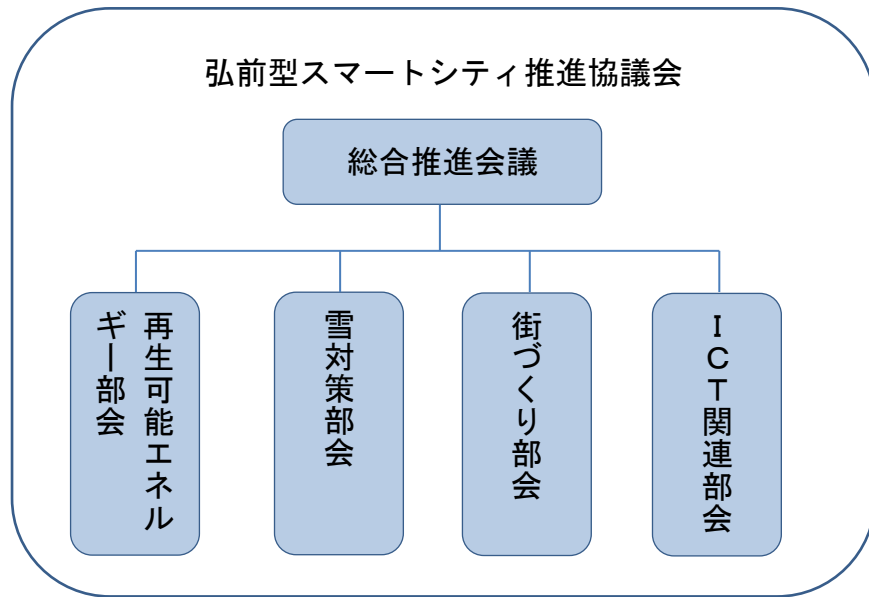 弘前型スマートシティ推進協議会
総合推進会議
再生可能エネル
ギー部会
雪対策部会
街づくり部会
ICT関連部会